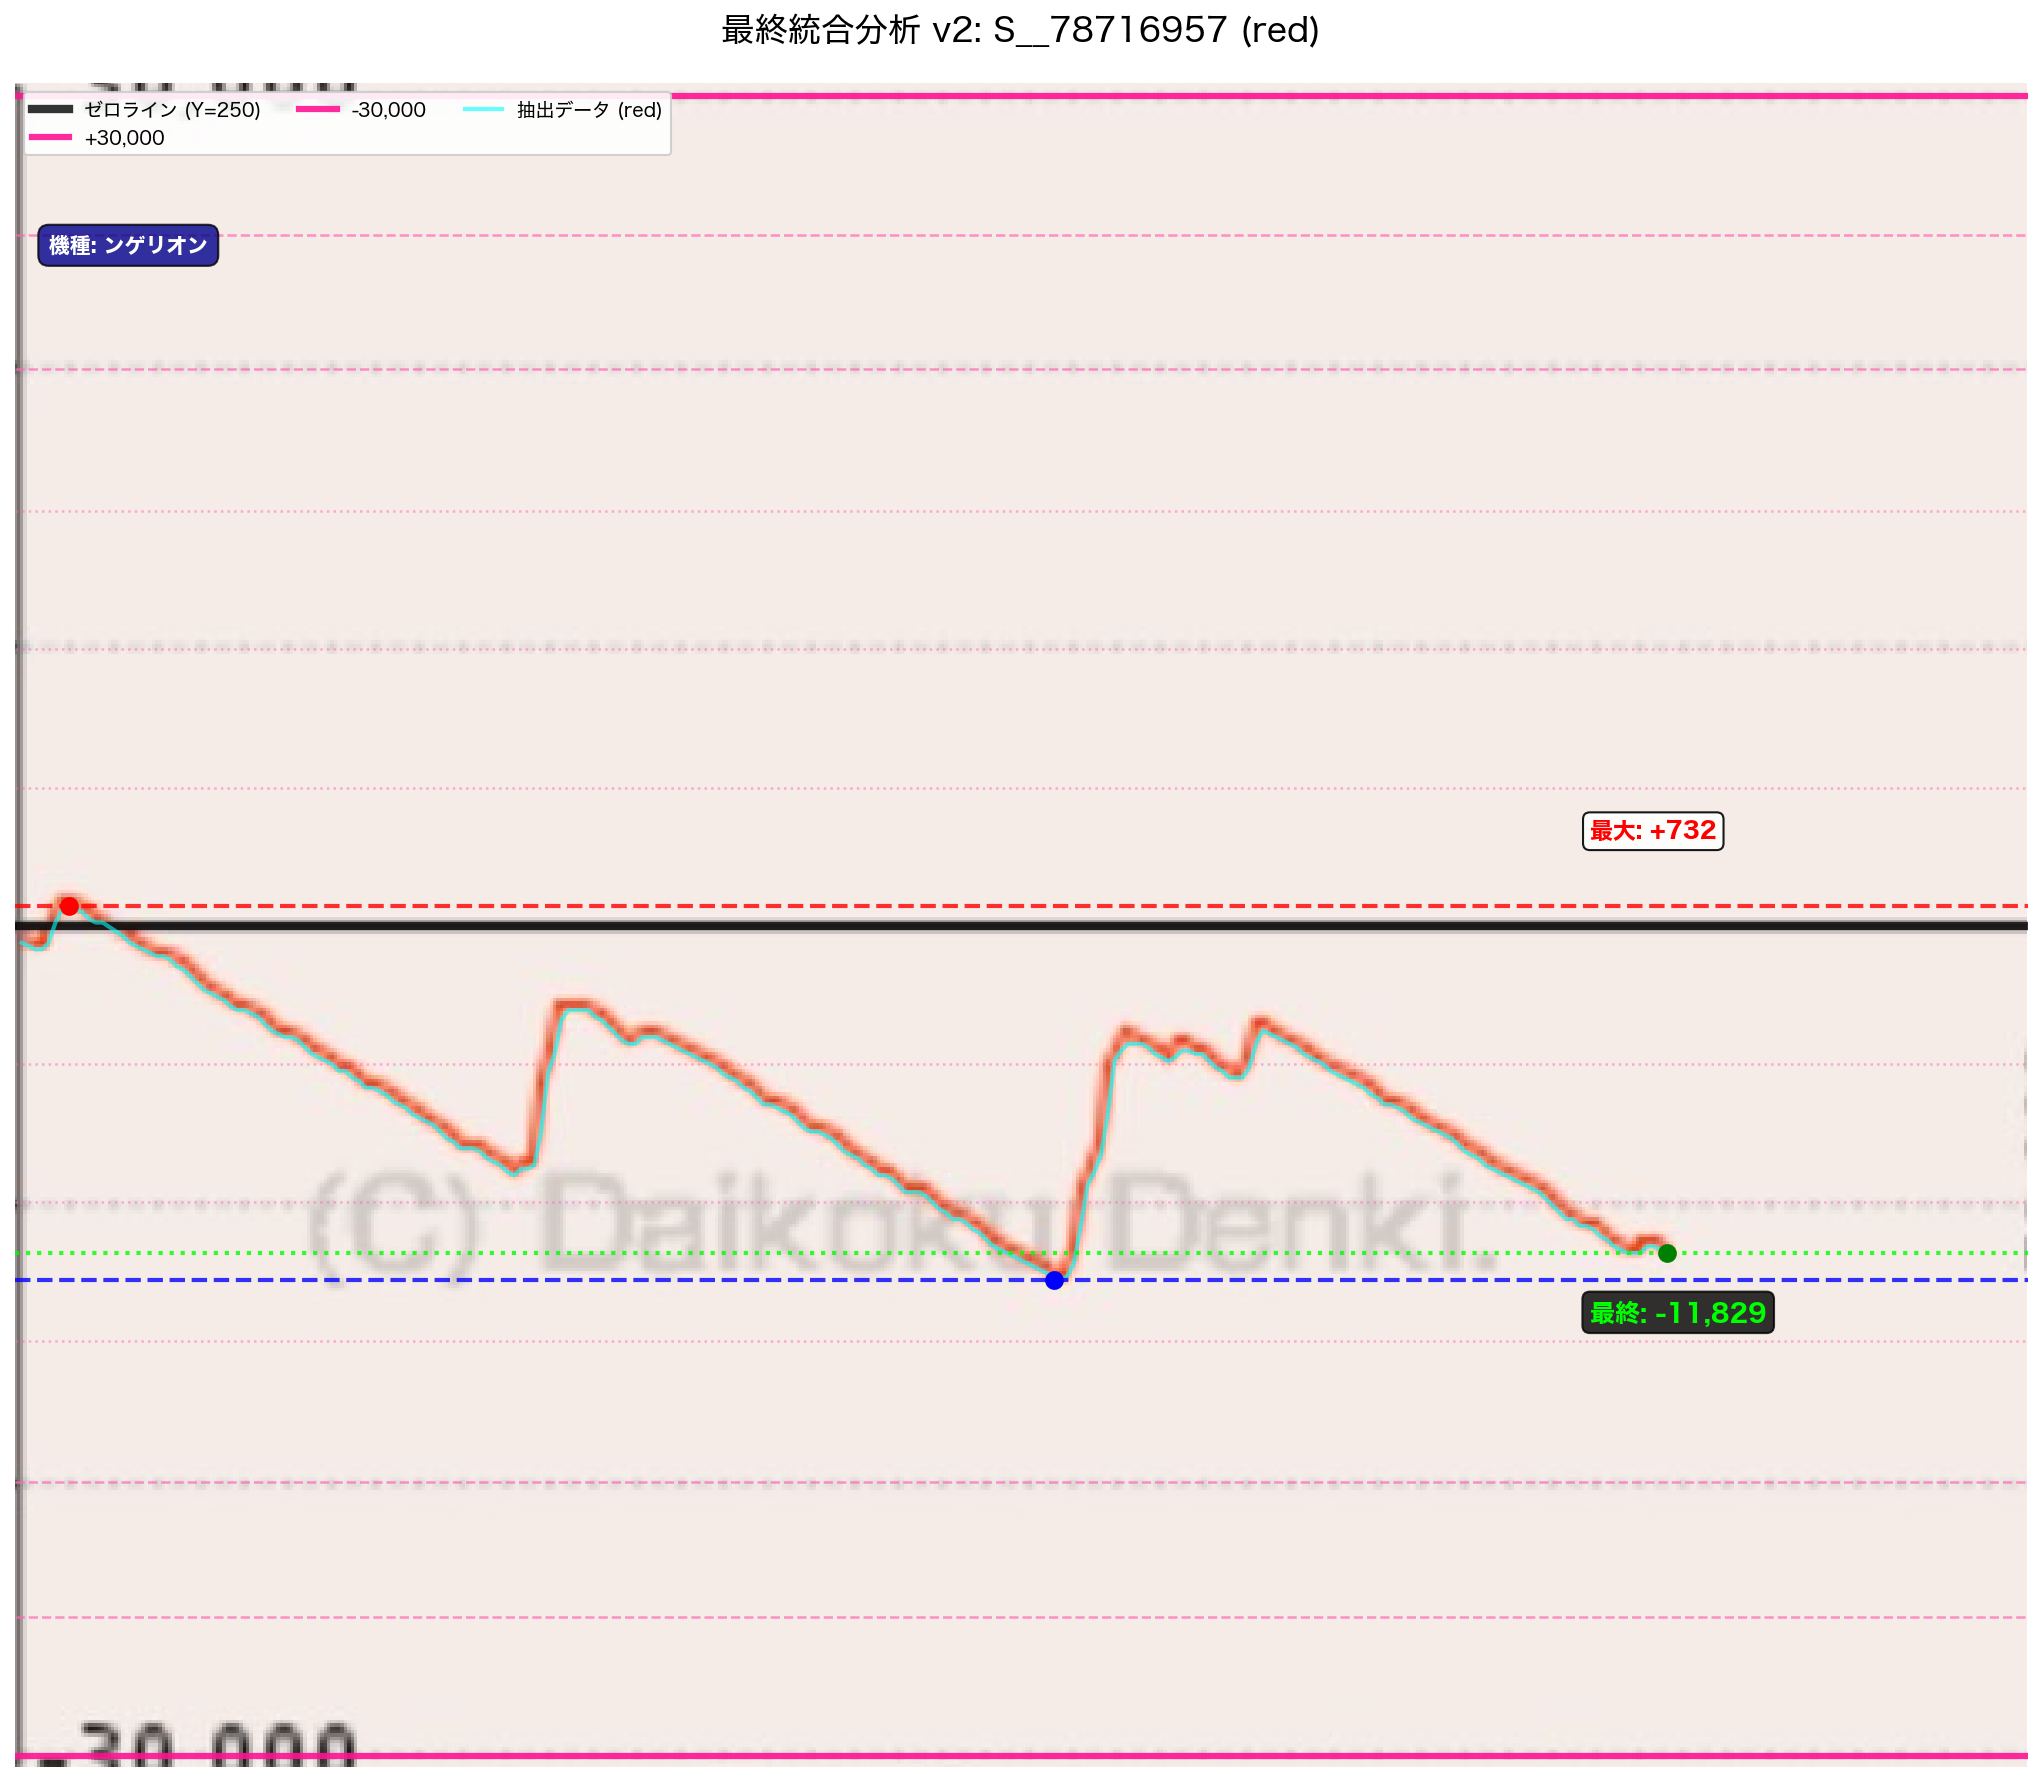 最終統合分析 v2: S__78716957 (red)
ゼロライン (Y=250)
-30,000
抽出データ (red)
+30,000
機種: ンゲリオン
最大: +732
(C) Daikoku Denki.
最終: -11,829
-30,000